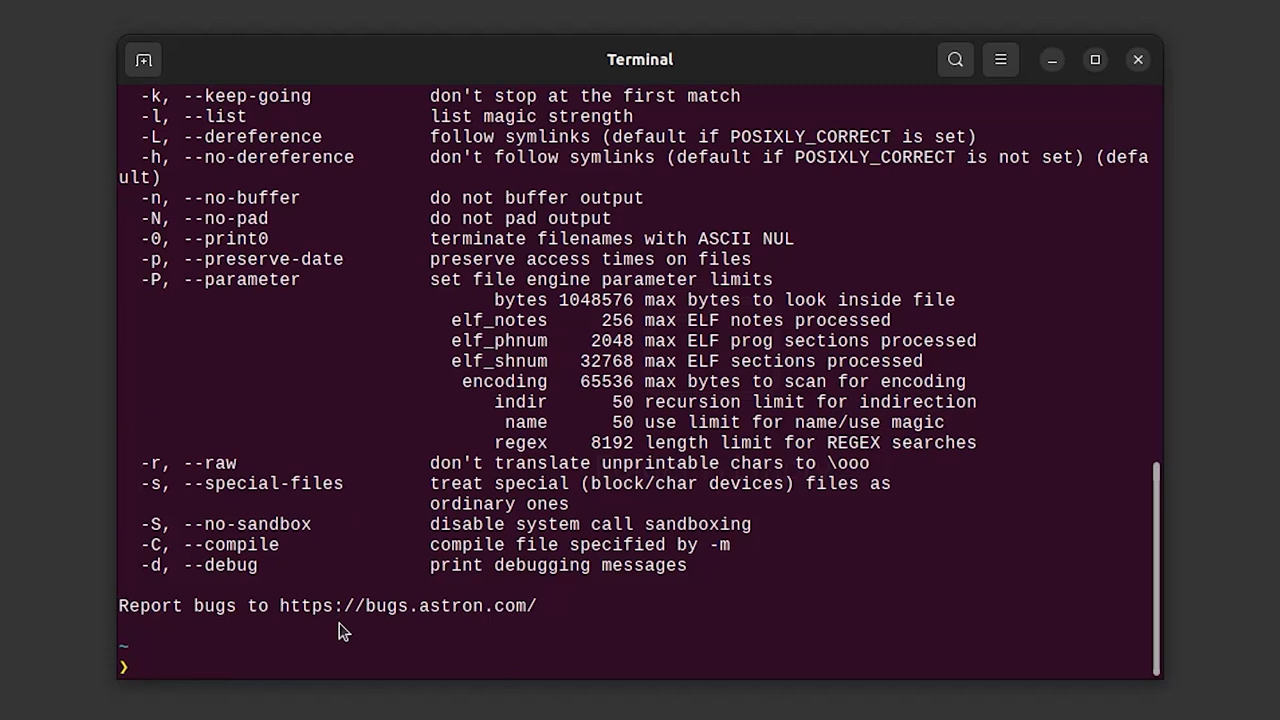 Terminal
-k, --keep-going don't stop at the first match
-l, --list list magic strength
-L, --dereference follow symlinks (default if POSIXLY_CORRECT is set)
-h, --no-dereference don't follow symlinks (default if POSIXLY_CORRECT is not set) (defa
ult)
-n, --no-buffer do not buffer output
-N, --no-pad do not pad output
-0, --print0 terminate filenames with ASCII NUL
-p, --preserve-date preserve access times on files
-P, --parameter set file engine parameter limits
bytes 1048576 max bytes to look inside file
elf_notes 256 max ELF notes processed
elf_phnum 2048 max ELF prog sections processed
elf_shnum 32768 max ELF sections processed
encoding 65536 max bytes to scan for encoding
indir 50 recursion limit for indirection
name 50 use limit for name/use magic
regex 8192 length limit for REGEX searches
-r, --raw don't translate unprintable chars to \ooo
-s, --special-files treat special (block/char devices) files as
ordinary ones
-S, --no-sandbox disable system call sandboxing
-C, --compile compile file specified by -m
-d, --debug print debugging messages
Report bugs to https://bugs.astron.com/
~
❯